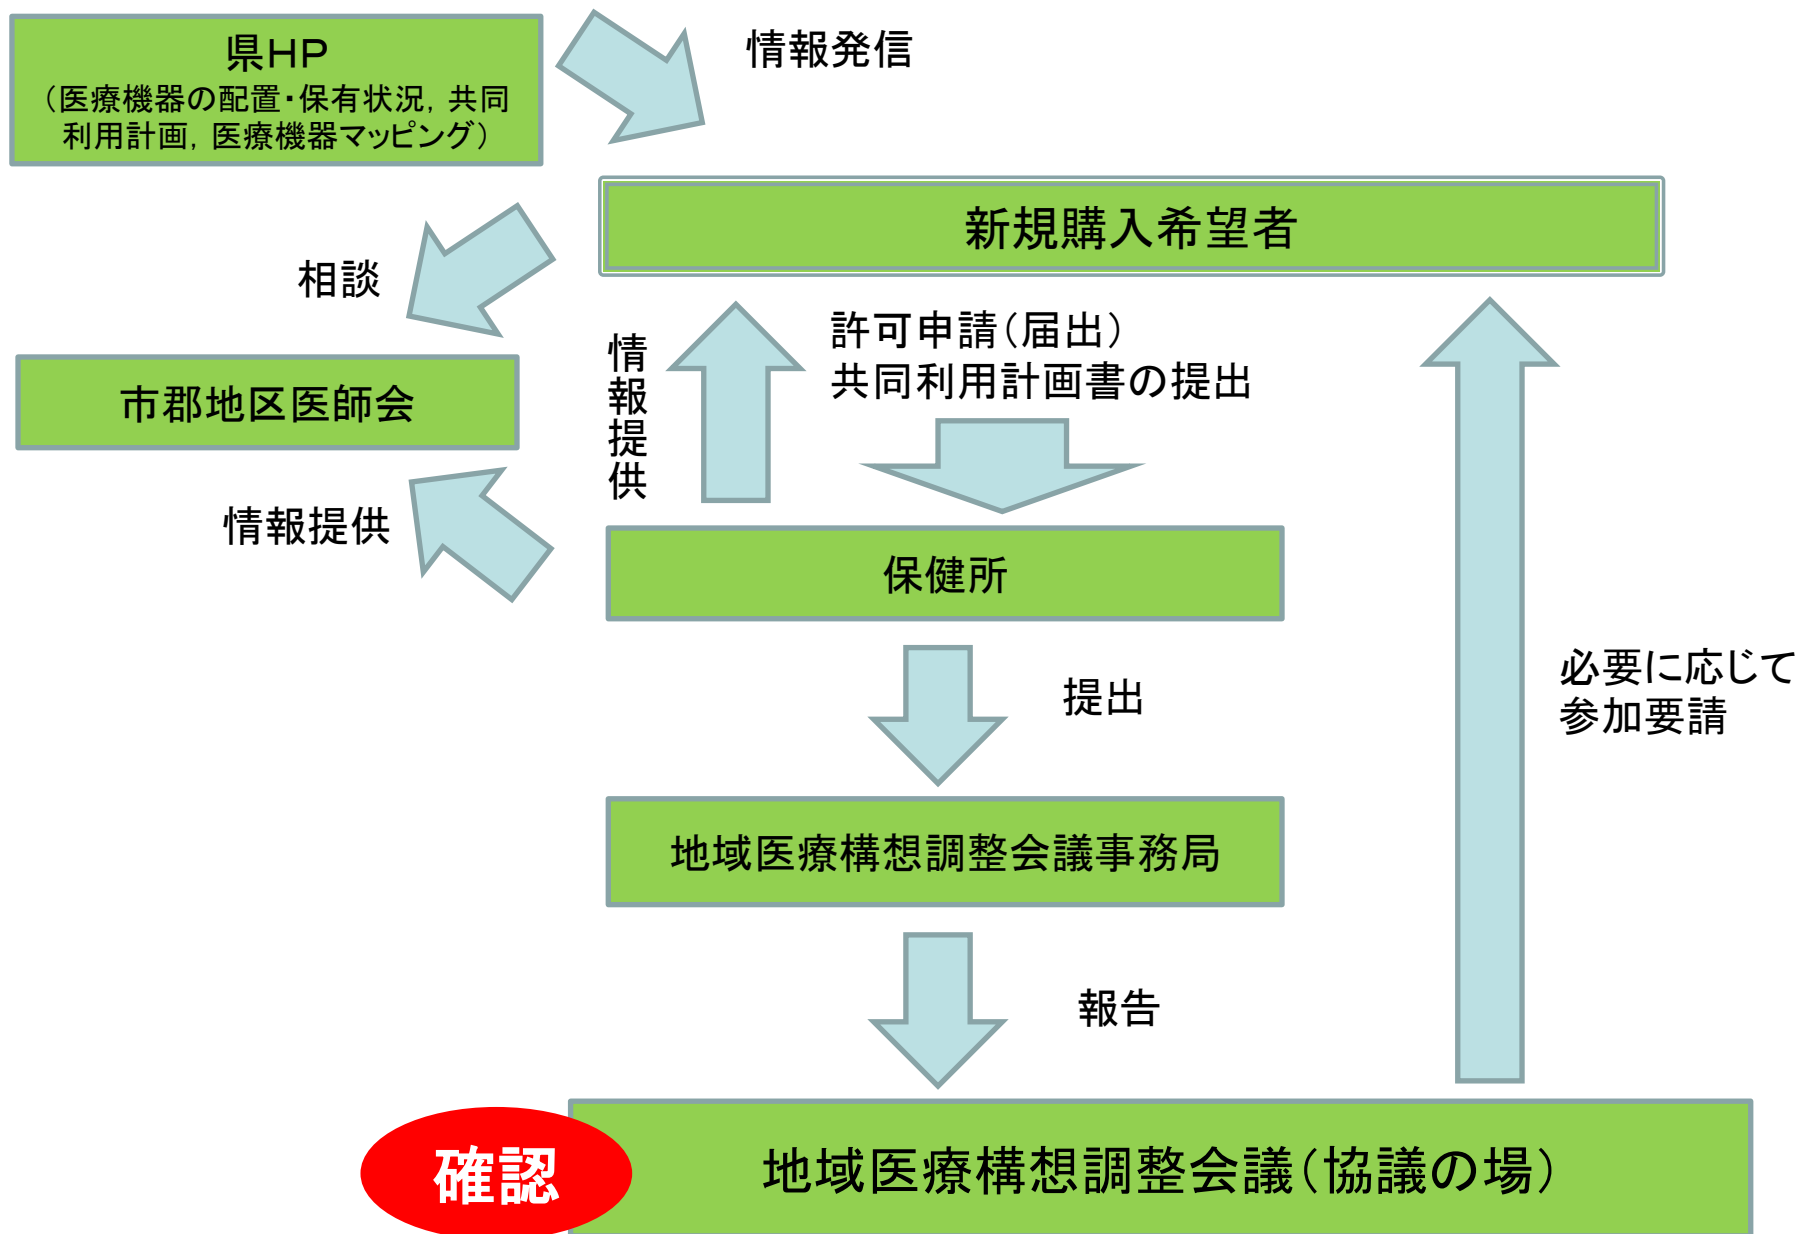 県HP
（医療機器の配置・保有状況，共同
利用計画，医療機器マッピング）
情報発信
新規購入希望者
相談
市郡地区医師会
情報提供
許可申請（届出）
共同利用計画書の提出
情報提供
保健所
提出
必要に応じて
参加要請
地域医療構想調整会議事務局
報告
確認
地域医療構想調整会議（協議の場）